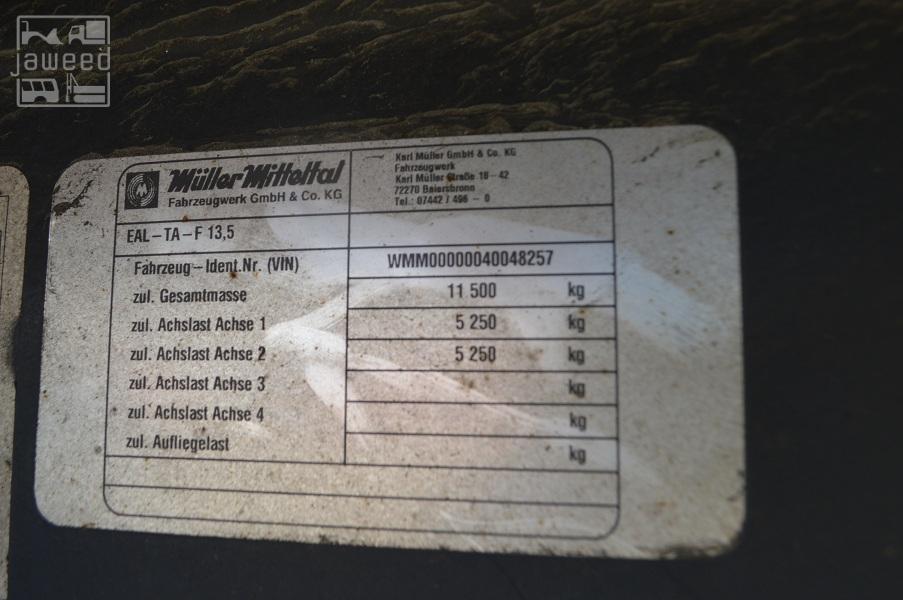 jaweed
Müller Mitteltal
Fahrzeugwerk GmbH & Co. KG
Karl Müller GmbH & Co. KG
Fahrzeugwerk
Karl Müller Straße 18 - 42
72270 Baiersbronn
Tel.: 07442 / 496 - 0
EAL-TA-F 13,5
Fahrzeug-Ident.Nr. (VIN) WMM00000040048257
zul. Gesamtmasse 11 500 kg
zul. Achslast Achse 1 5 250 kg
zul. Achslast Achse 2 5 250 kg
zul. Achslast Achse 3 kg
zul. Achslast Achse 4 kg
zul. Aufliegelast kg